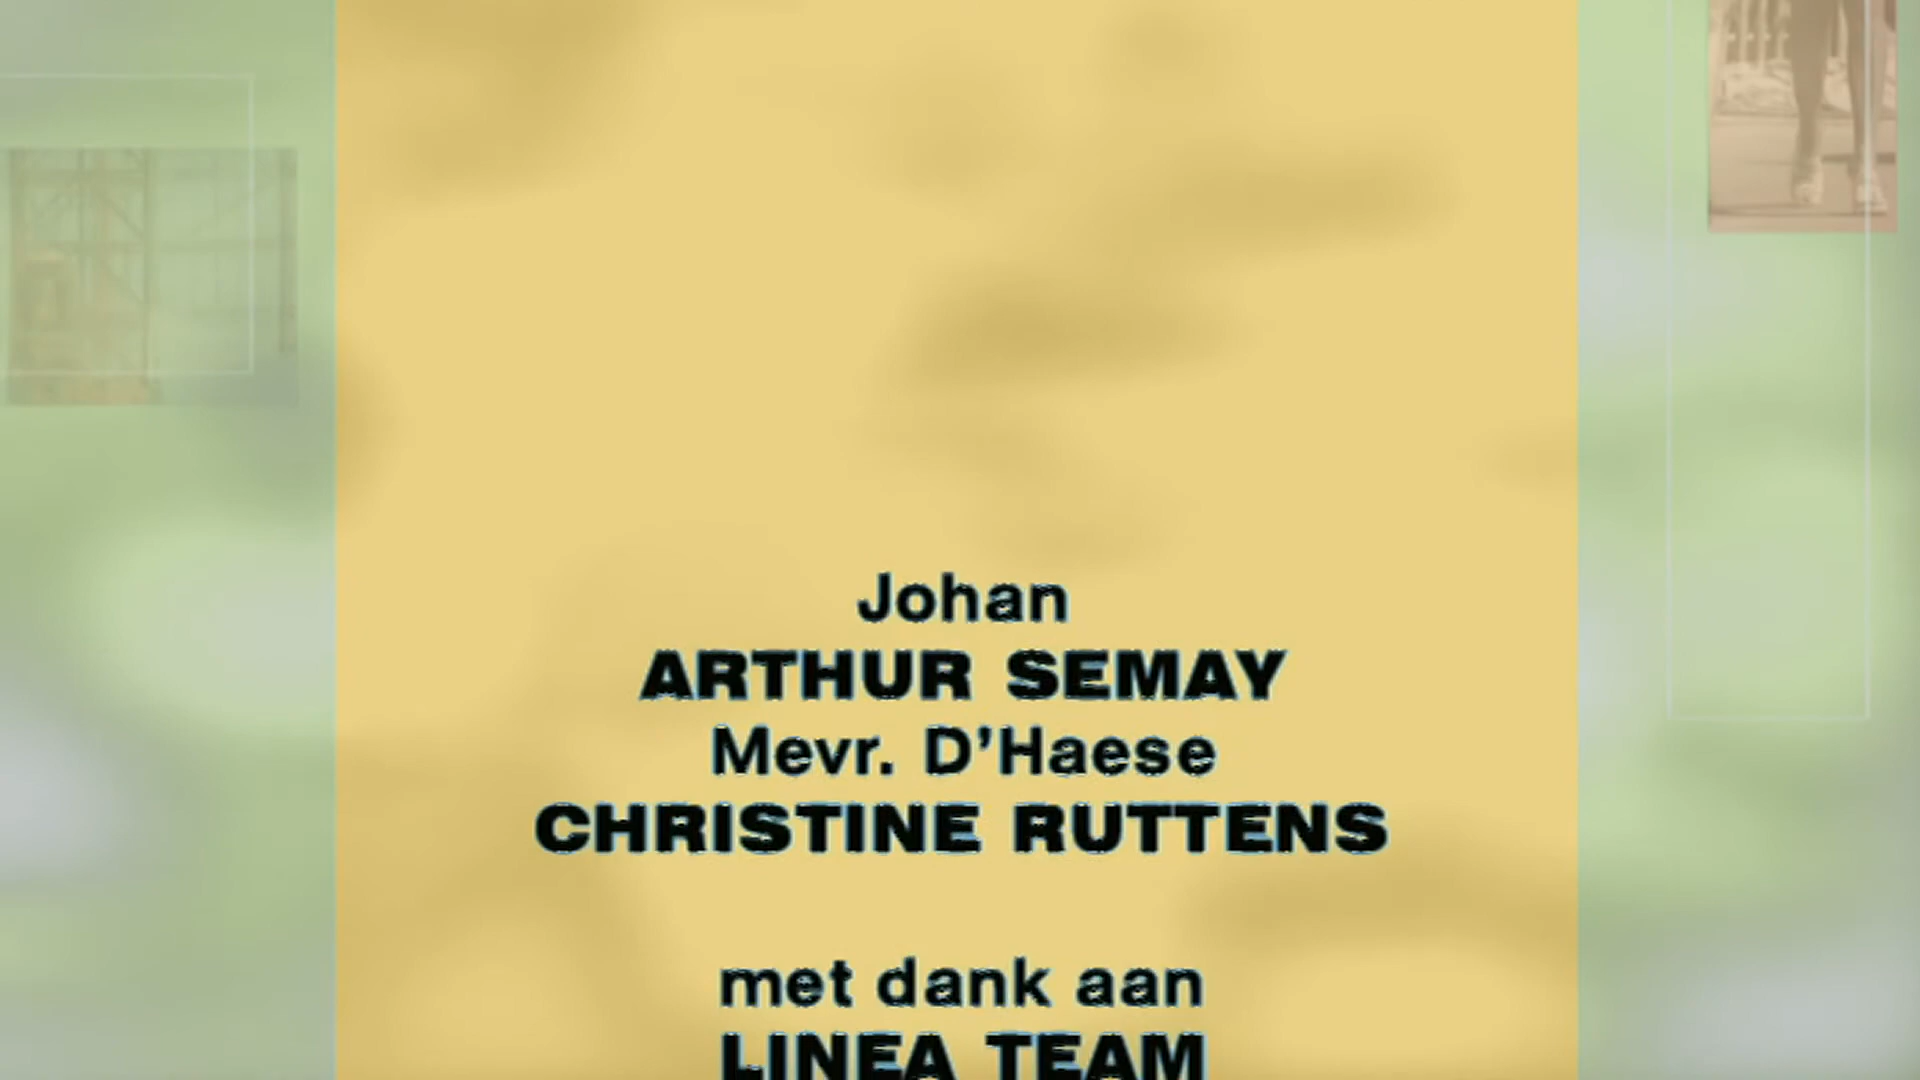 Johan
ARTHUR SEMAY
Mevr. D’Haese
CHRISTINE RUTTENS
met dank aan
LINEA TEAM